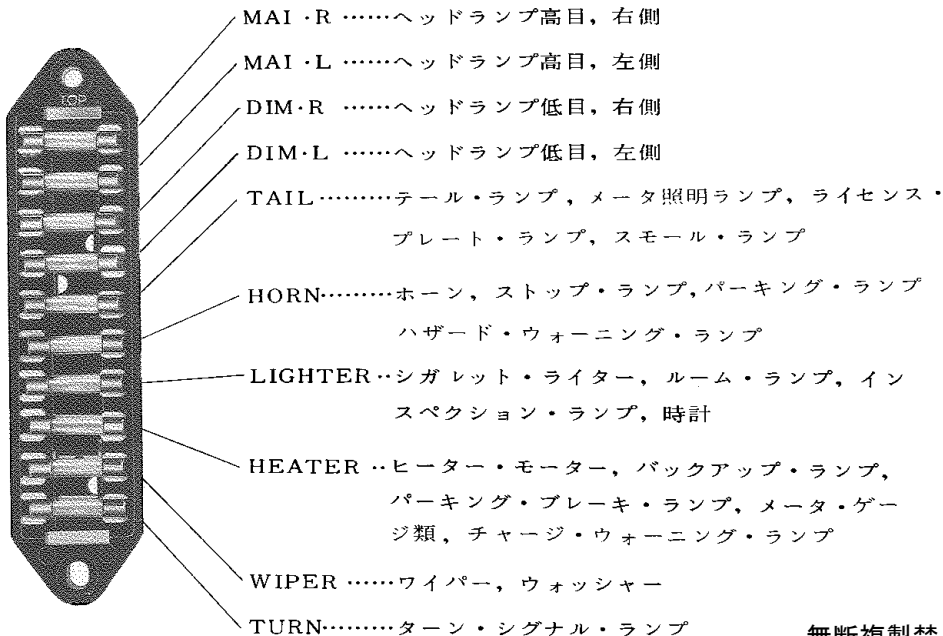 MAI・R ……ヘッドランプ高目，右側
MAI・L ……ヘッドランプ高目，左側
TOP
DIM・R ……ヘッドランプ低目，右側
DIM・L ……ヘッドランプ低目，左側
TAIL………テール・ランプ，メータ照明ランプ，ライセンス・
プレート・ランプ，スモール・ランプ
HORN………ホーン，ストップ・ランプ，パーキング・ランプ
ハザード・ウォーニング・ランプ
LIGHTER‥シガレット・ライター，ルーム・ランプ，イン
スペクション・ランプ，時計
HEATER ‥ヒーター・モーター，バックアップ・ランプ，
パーキング・ブレーキ・ランプ，メータ・ゲー
ジ類，チャージ・ウォーニング・ランプ
WIPER ……ワイパー，ウォッシャー
TURN………ターン・シグナル・ランプ
無断複製禁